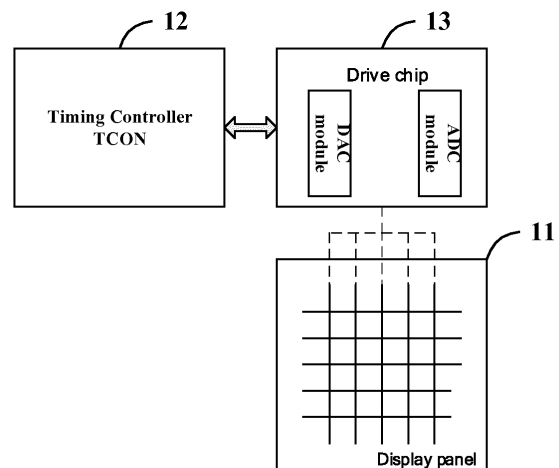 12
13
Timing Controller
TCON
Drive chip
DAC
module
ADC
module
11
Display panel